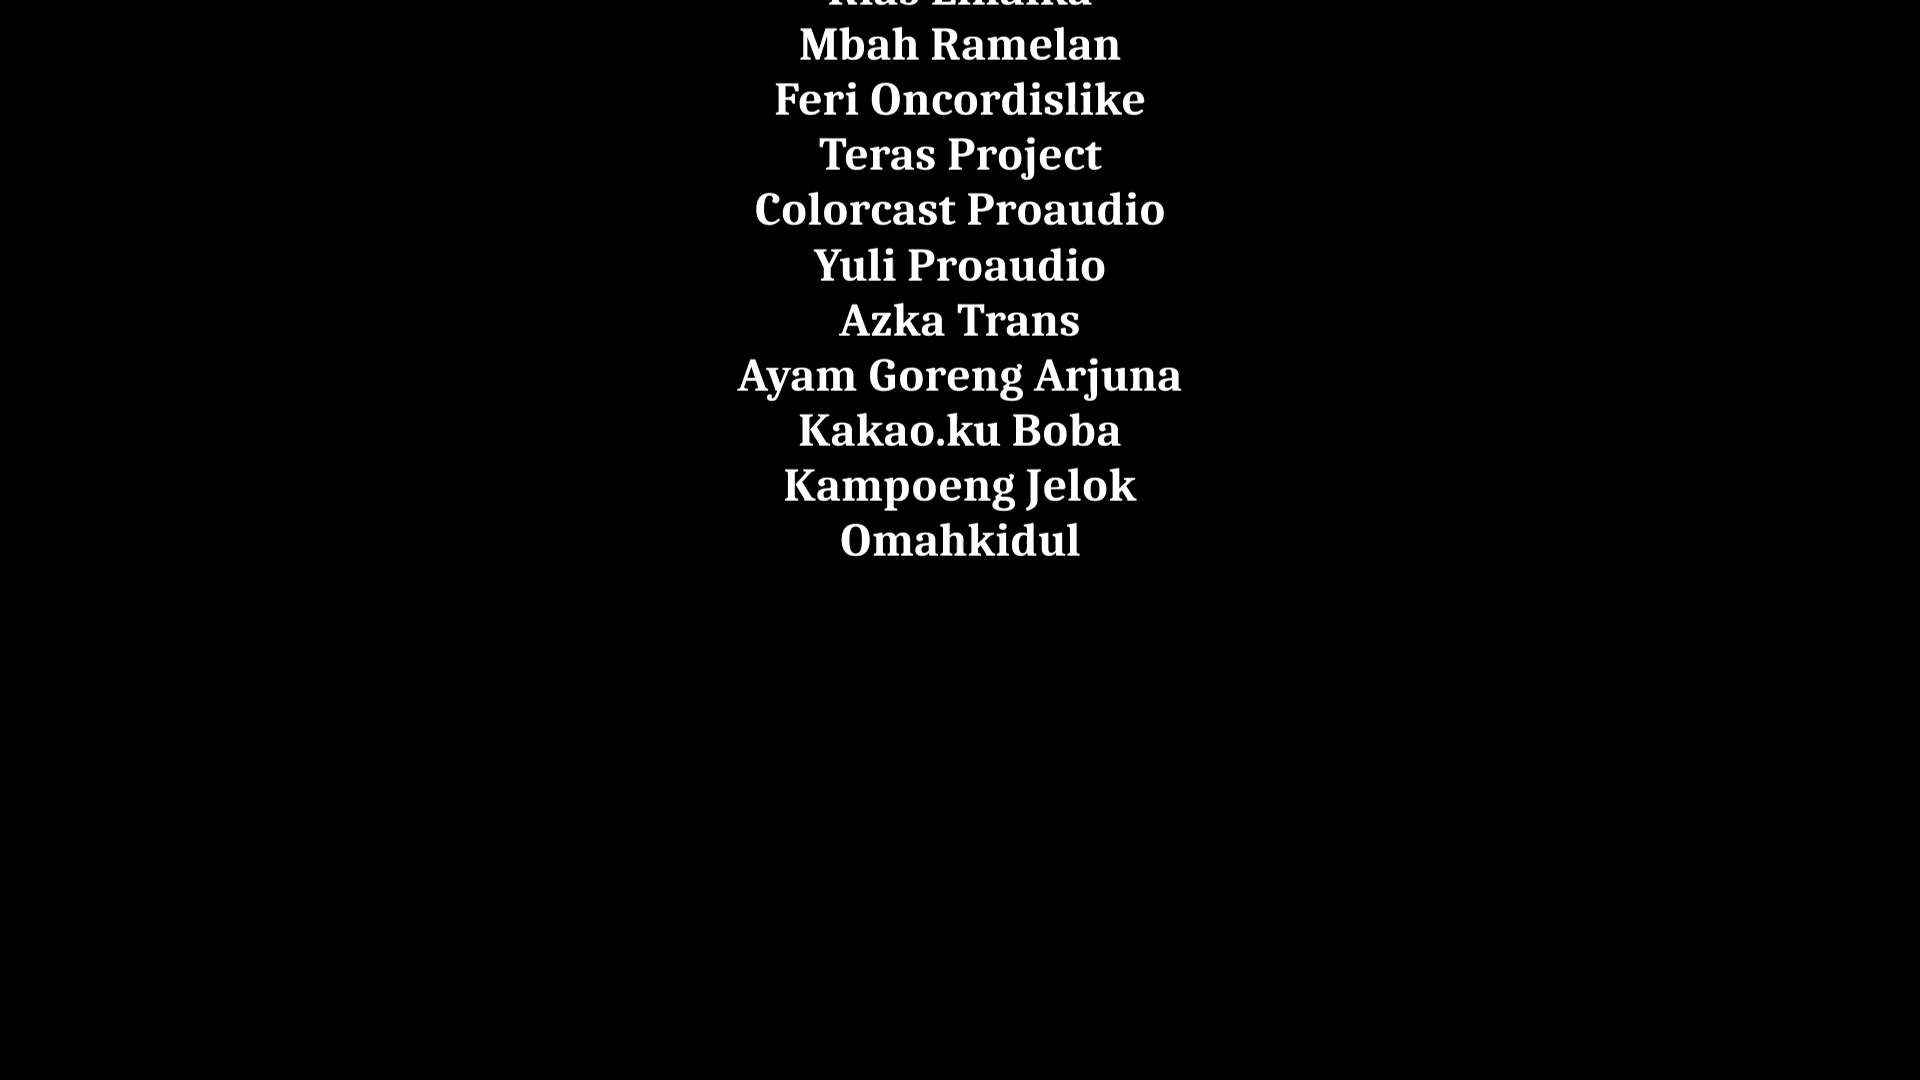 Mbah Ramelan
Feri Oncordislike
Teras Project
Colorcast Proaudio
Yuli Proaudio
Azka Trans
Ayam Goreng Arjuna
Kakao.ku Boba
Kampoeng Jelok
Omahkidul